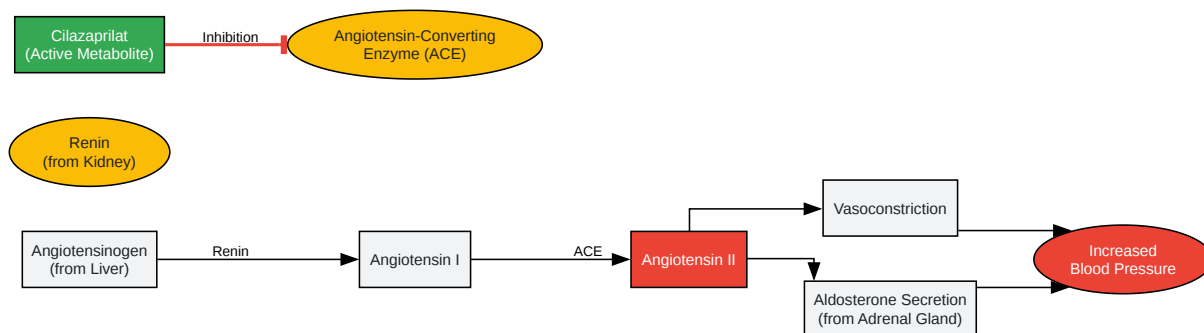 Cilazaprilat
(Active Metabolite)
Inhibition
Angiotensin-Converting
Enzyme (ACE)
Renin
(from Kidney)
Angiotensinogen
(from Liver)
Renin
Angiotensin I
ACE
Angiotensin II
Vasoconstriction
Aldosterone Secretion
(from Adrenal Gland)
Increased
Blood Pressure